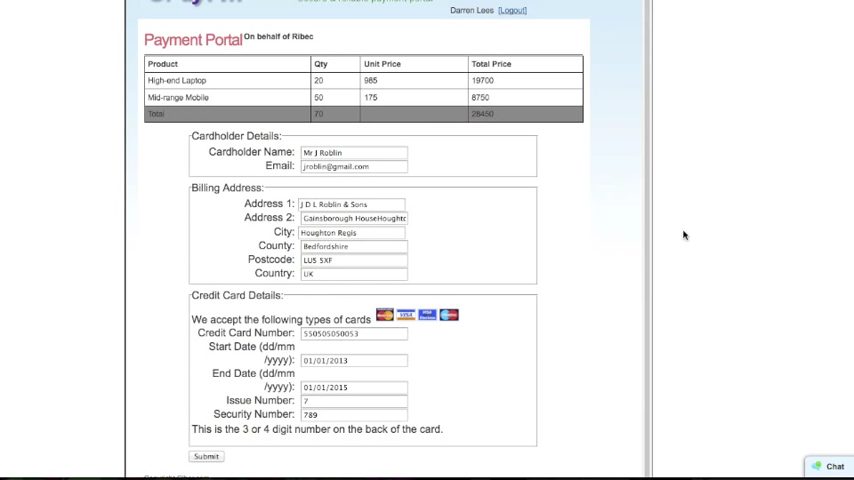 Darren Lees [Logout]
Payment Portal On behalf of Ribec
Product Qty Unit Price Total Price
High-end Laptop 20 985 19700
Mid-range Mobile 50 175 8750
Total 70 28450
Cardholder Details:
Cardholder Name: Mr J Roblin
Email: jroblin@gmail.com
Billing Address:
Address 1: J D L Roblin & Sons
Address 2: Gainsborough HouseHoughto
City: Houghton Regis
County: Bedfordshire
Postcode: LU5 5XF
Country: UK
Credit Card Details:
We accept the following types of cards
Credit Card Number: 550505050053
Start Date (dd/mm
/yyyy): 01/01/2013
End Date (dd/mm
/yyyy): 01/01/2015
Issue Number: 7
Security Number: 789
This is the 3 or 4 digit number on the back of the card.
Submit
Chat